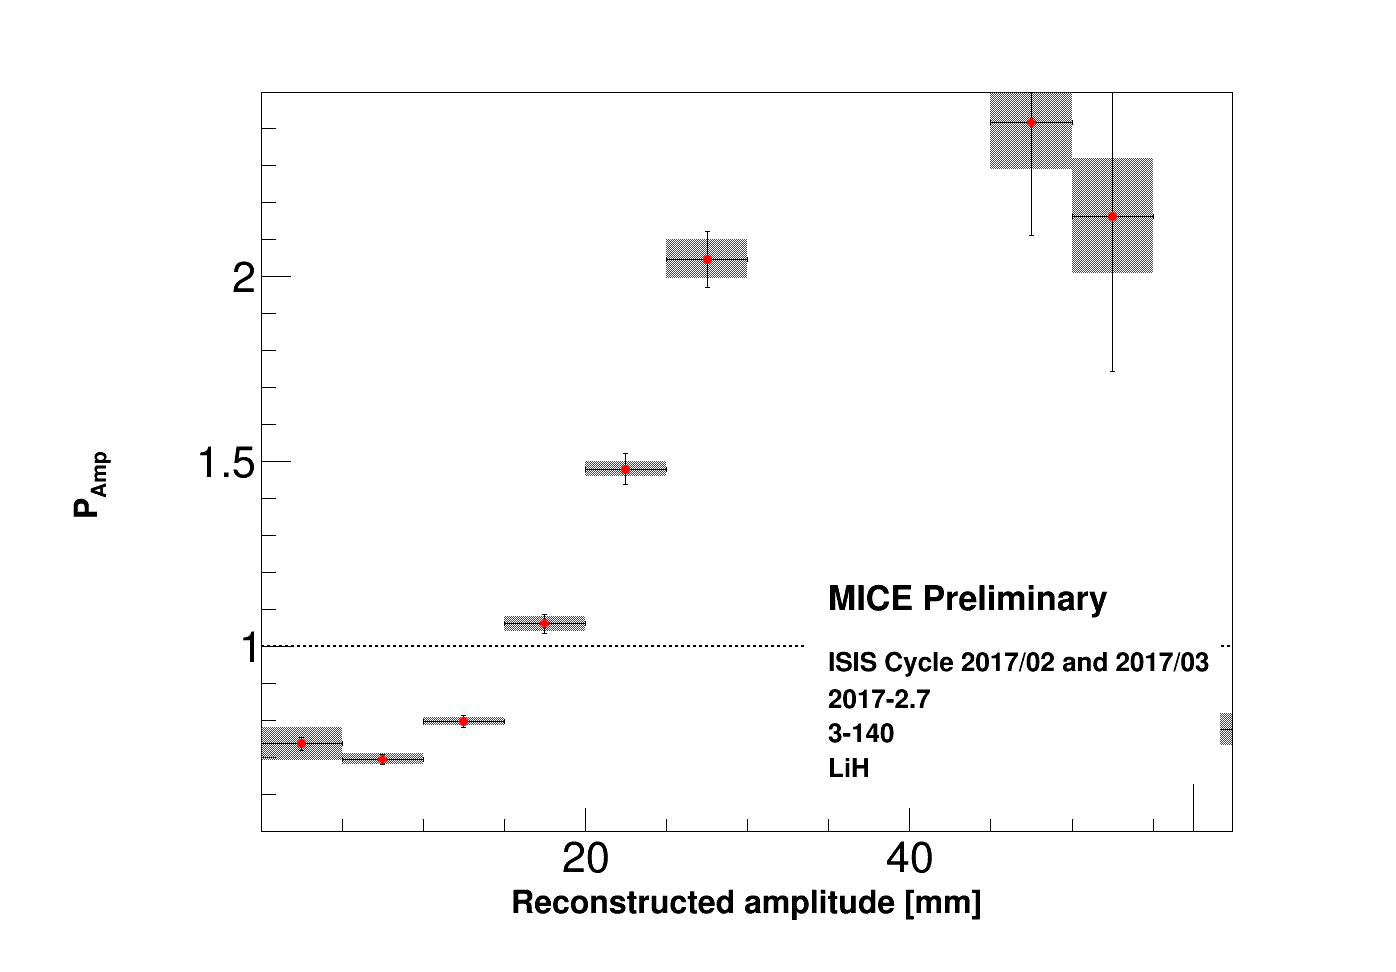 2
1.5
1
P Amp
MICE Preliminary
ISIS Cycle 2017/02 and 2017/03
2017-2.7
3-140
LiH
20 40
Reconstructed amplitude [mm]